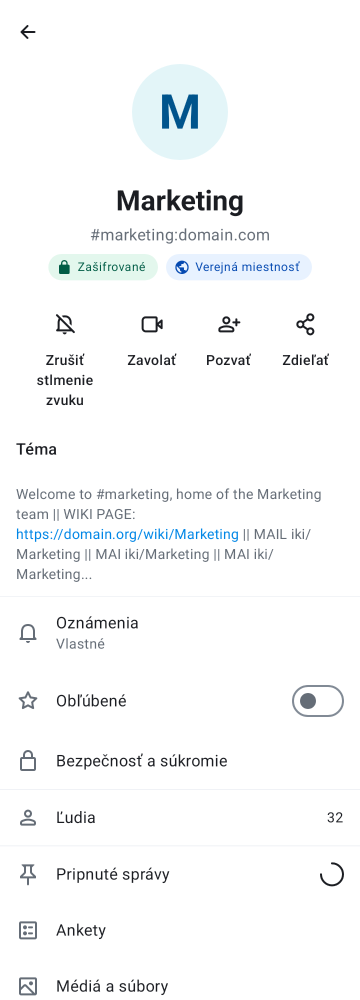 M
Marketing
#marketing:domain.com
Zašifrované
Verejná miestnosť
Zrušiť
stlmenie
zvuku
Zavolať
Pozvať
Zdieľať
Téma
Welcome to #marketing, home of the Marketing
team || WIKI PAGE:
https://domain.org/wiki/Marketing || MAIL iki/
Marketing || MAI iki/Marketing || MAI iki/
Marketing...
Oznámenia
Vlastné
Obľúbené
Bezpečnosť a súkromie
Ľudia 32
Pripnuté správy
Ankety
Médiá a súbory